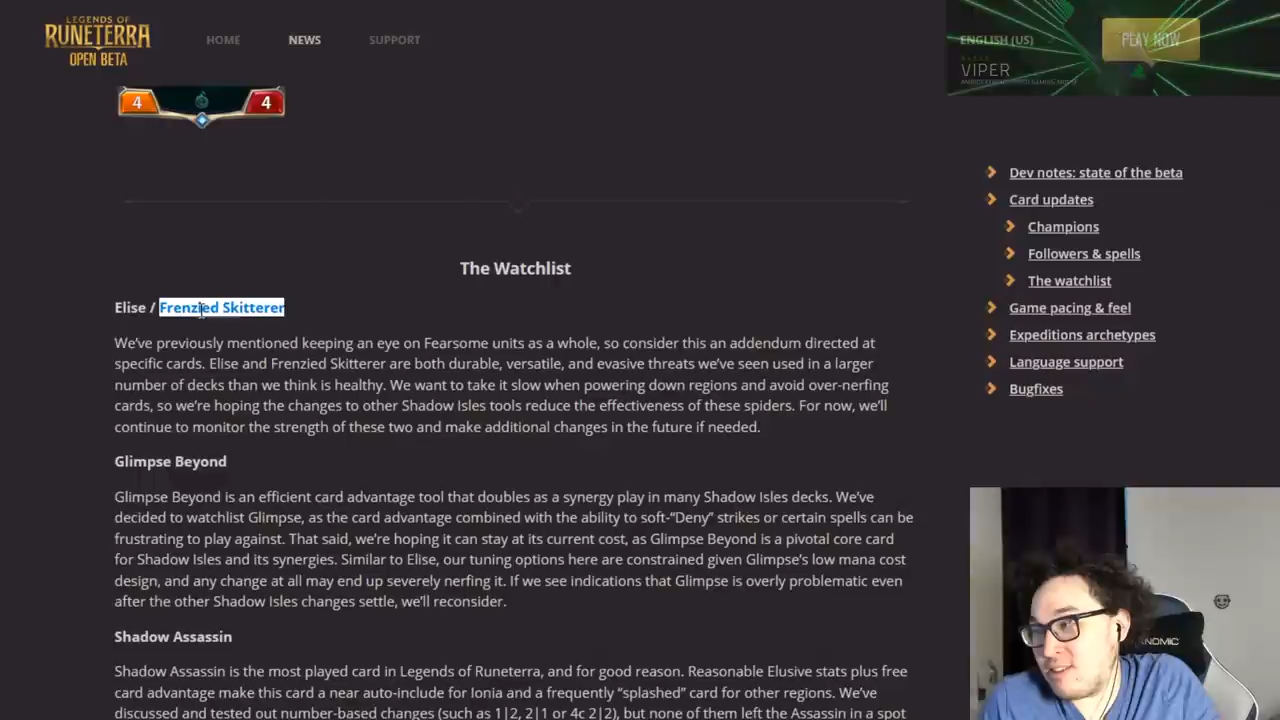 LEGENDS OF
RUNETERRA
OPEN BETA
HOME
NEWS
SUPPORT
ENGLISH (US)
PLAY NOW
VIPER
4
4
Dev notes: state of the beta
Card updates
Champions
Followers & spells
The watchlist
Game pacing & feel
Expeditions archetypes
Language support
Bugfixes
The Watchlist
Elise / Frenzied Skitterer
We’ve previously mentioned keeping an eye on Fearsome units as a whole, so consider this an addendum directed at
specific cards. Elise and Frenzied Skitterer are both durable, versatile, and evasive threats we’ve seen used in a larger
number of decks than we think is healthy. We want to take it slow when powering down regions and avoid over-nerfing
cards, so we’re hoping the changes to other Shadow Isles tools reduce the effectiveness of these spiders. For now, we’ll
continue to monitor the strength of these two and make additional changes in the future if needed.
Glimpse Beyond
Glimpse Beyond is an efficient card advantage tool that doubles as a synergy play in many Shadow Isles decks. We’ve
decided to watchlist Glimpse, as the card advantage combined with the ability to soft-“Deny” strikes or certain spells can be
frustrating to play against. That said, we’re hoping it can stay at its current cost, as Glimpse Beyond is a pivotal core card
for Shadow Isles and its synergies. Similar to Elise, our tuning options here are constrained given Glimpse’s low mana cost
design, and any change at all may end up severely nerfing it. If we see indications that Glimpse is overly problematic even
after the other Shadow Isles changes settle, we’ll reconsider.
Shadow Assassin
Shadow Assassin is the most played card in Legends of Runeterra, and for good reason. Reasonable Elusive stats plus free
card advantage make this card a near auto-include for Ionia and a frequently “splashed” card for other regions. We’ve
discussed and tested out number-based changes (such as 1|2, 2|1 or 4c 2|2), but none of them left the Assassin in a spot